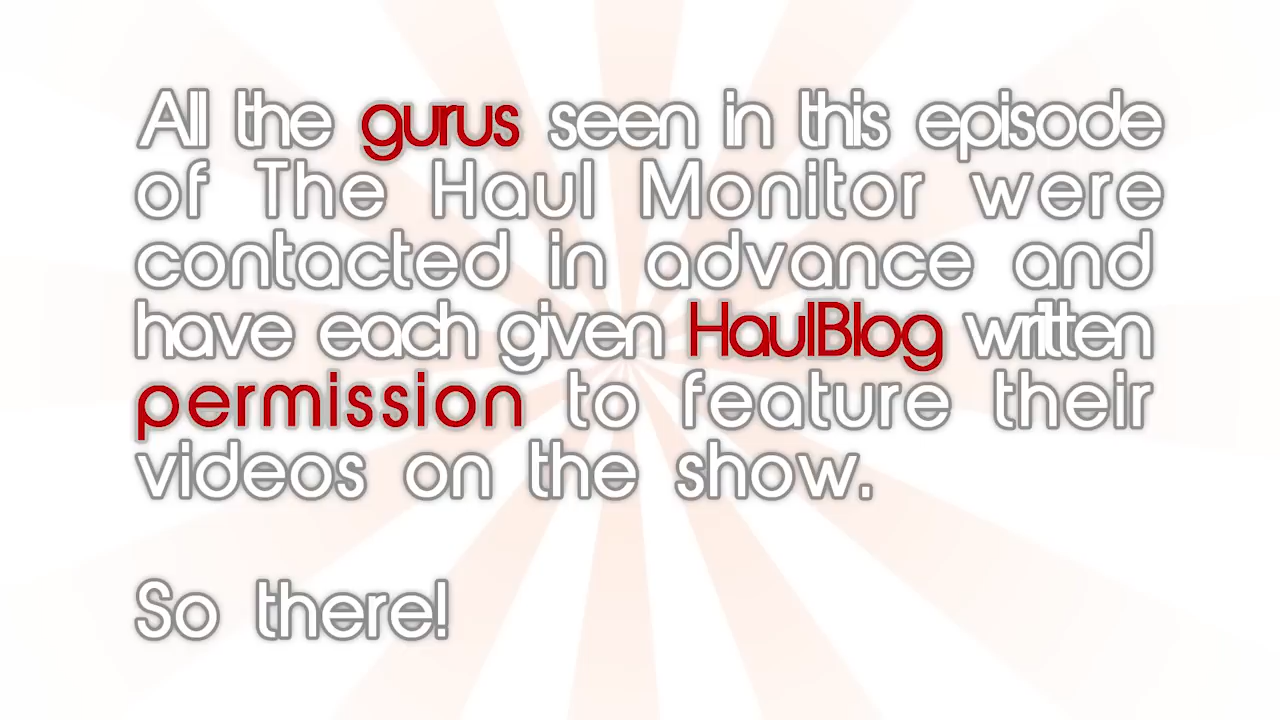 All the gurus seen in this episode
of The Haul Monitor were
contacted in advance and
have each given HaulBlog written
permission to feature their
videos on the show.
So there!